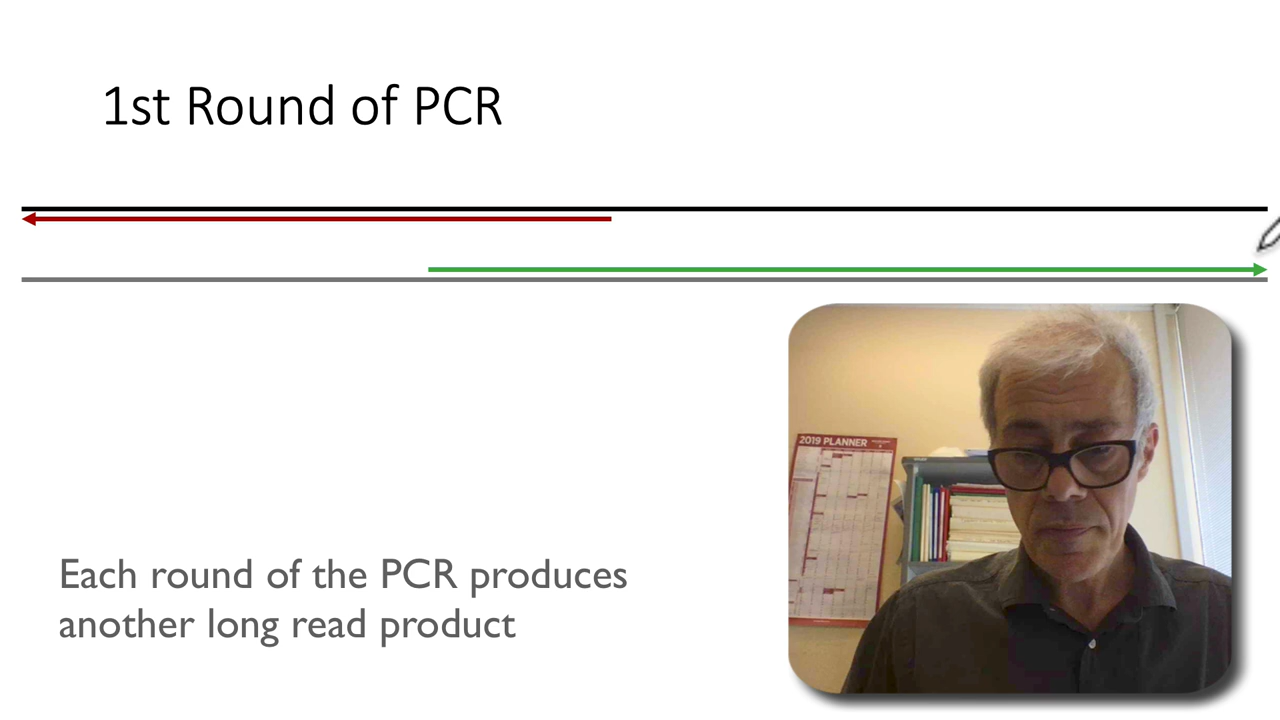 1st Round of PCR
2019 PLANNER
Each round of the PCR produces
another long read product